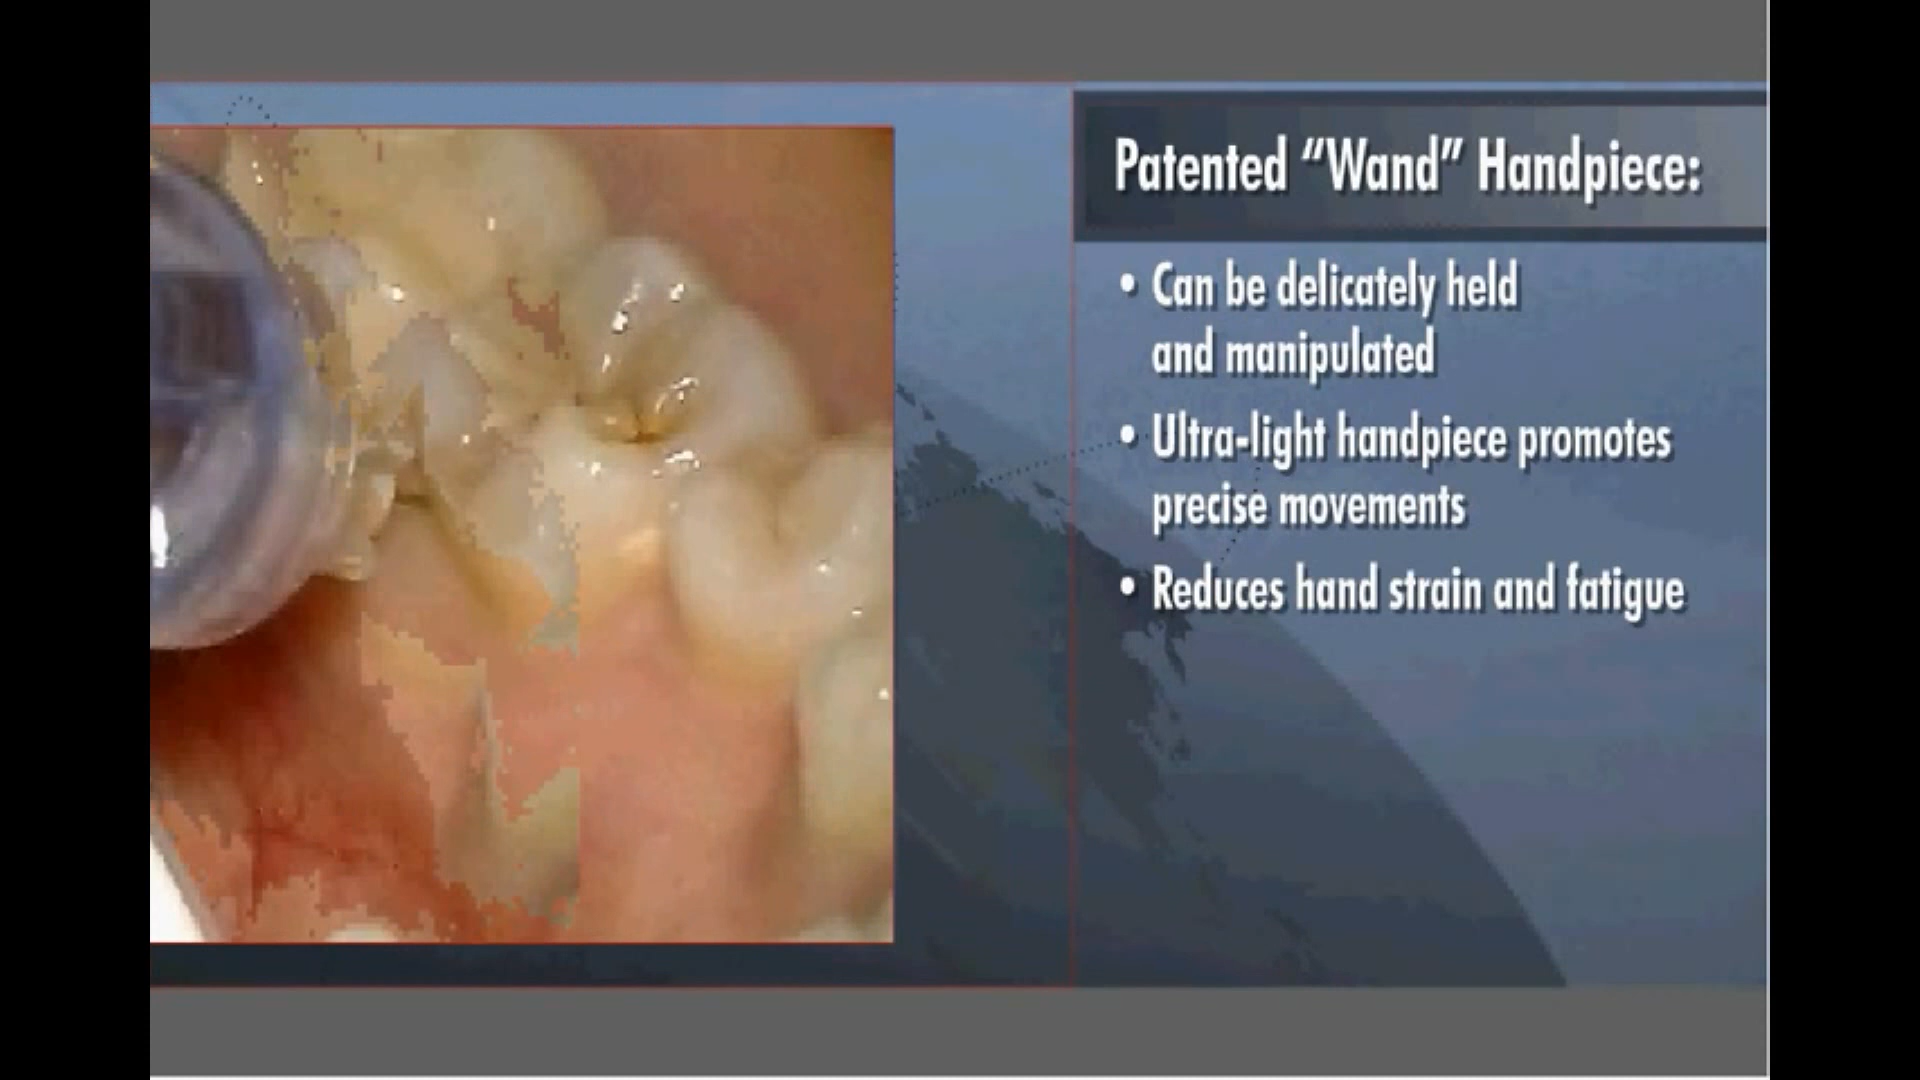 Patented “Wand” Handpiece:
• Can be delicately held
and manipulated
• Ultra-light handpiece promotes
precise movements
• Reduces hand strain and fatigue